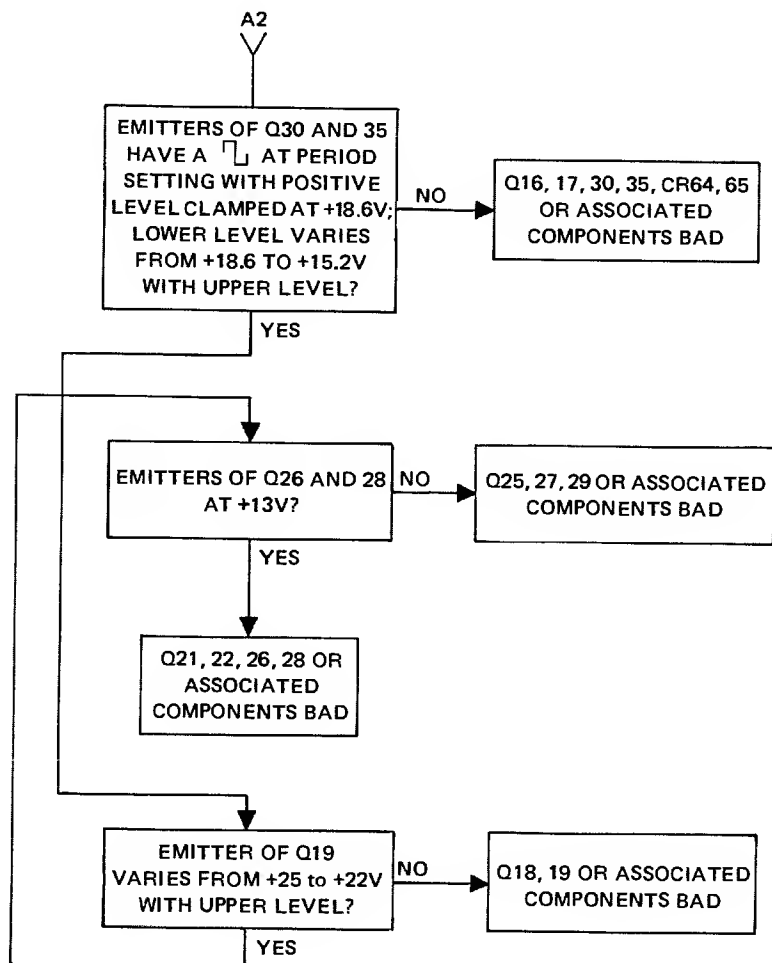 A2
EMITTERS OF Q30 AND 35
HAVE A AT PERIOD
SETTING WITH POSITIVE
LEVEL CLAMPED AT +18.6V;
LOWER LEVEL VARIES
FROM +18.6 TO +15.2V
WITH UPPER LEVEL?
NO
Q16, 17, 30, 35, CR64, 65
OR ASSOCIATED
COMPONENTS BAD
YES
EMITTERS OF Q26 AND 28
AT +13V?
NO
Q25, 27, 29 OR ASSOCIATED
COMPONENTS BAD
YES
Q21, 22, 26, 28 OR
ASSOCIATED
COMPONENTS BAD
EMITTER OF Q19
VARIES FROM +25 to +22V
WITH UPPER LEVEL?
NO
Q18, 19 OR ASSOCIATED
COMPONENTS BAD
YES